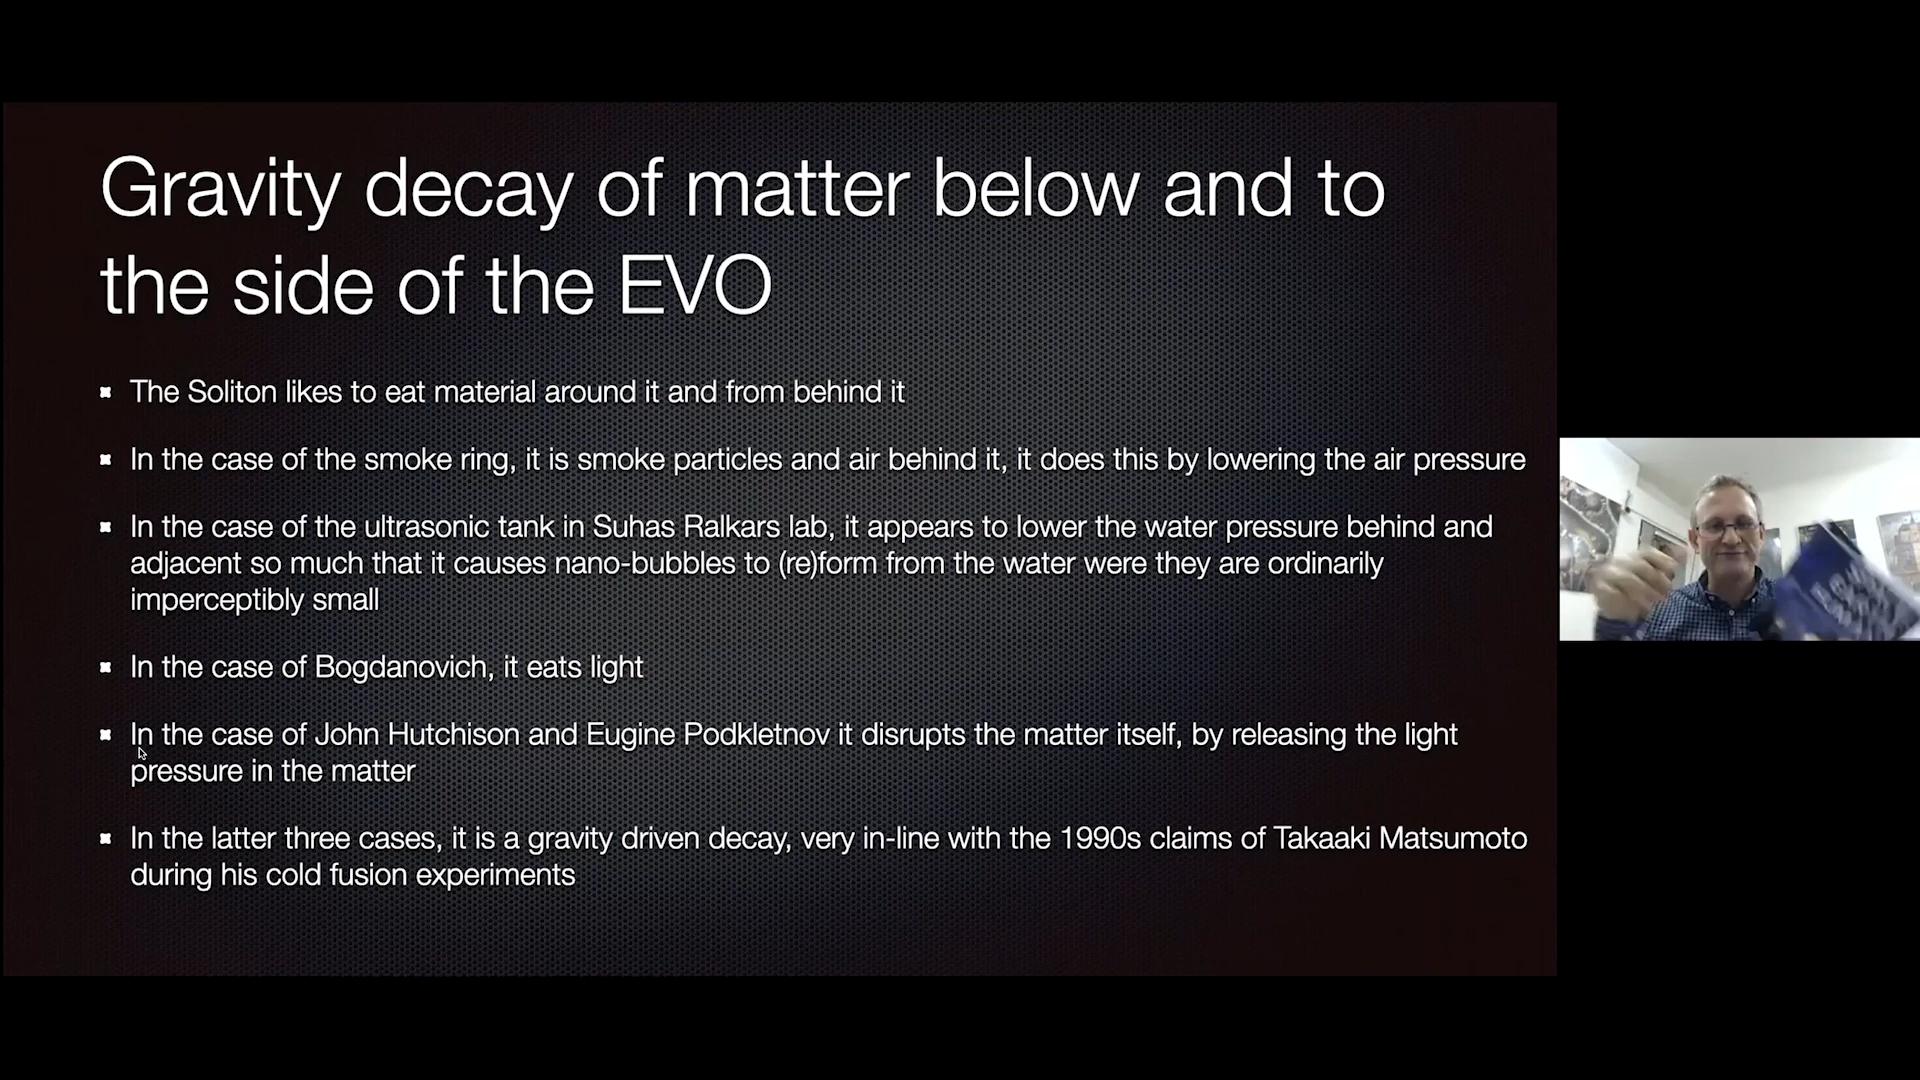 Gravity decay of matter below and to
the side of the EVO
The Soliton likes to eat material around it and from behind it
In the case of the smoke ring, it is smoke particles and air behind it, it does this by lowering the air pressure
In the case of the ultrasonic tank in Suhas Ralkars lab, it appears to lower the water pressure behind and
adjacent so much that it causes nano-bubbles to (re)form from the water were they are ordinarily
imperceptibly small
In the case of Bogdanovich, it eats light
In the case of John Hutchison and Eugine Podkletnov it disrupts the matter itself, by releasing the light
pressure in the matter
In the latter three cases, it is a gravity driven decay, very in-line with the 1990s claims of Takaaki Matsumoto
during his cold fusion experiments